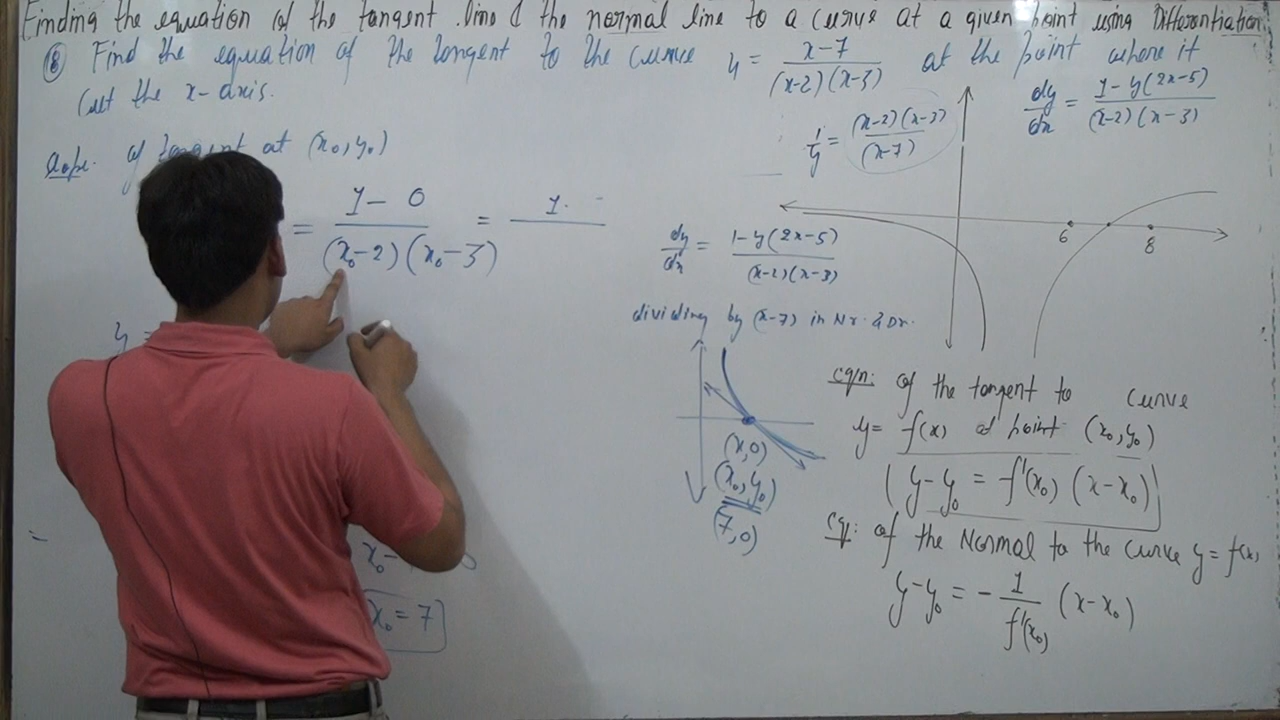 Finding the equation of the tangent line & the normal line to a curve at a given point using Differentiation
⑧ Find the equation of the tangent to the curve y = (x-7)/((x-2)(x-3)) at the point where it
cut the x-axis.
dy/dx = (1-y(2x-5))/((x-2)(x-3))
1/y = ((x-2)(x-3))/(x-7)
slope of tangent at (x₀, y₀)
= (1 - 0)/((x₀-2)(x₀-3)) = 1
6
8
dy/dx = (1-y(2x-5))/((x-2)(x-3))
dividing by (x-7) in Nr. & Dr.
y =
(x,0)
(x₀, y₀)
(7,0)
eqn: of the tangent to curve
y = f(x) at point (x₀, y₀)
y-y₀ = f'(x₀) (x-x₀)
eq: of the Normal to the curve y = f(x)
y-y₀ = - 1/f'(x₀) (x-x₀)
=
x₀ = 7